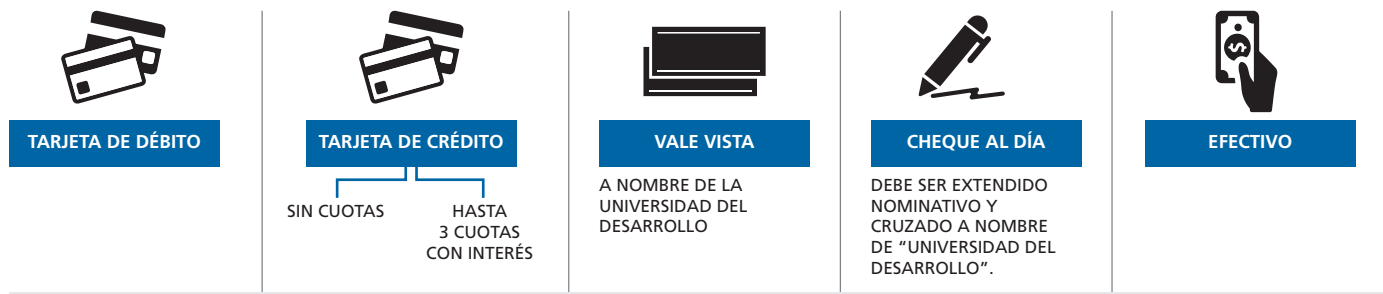 TARJETA DE DÉBITO
TARJETA DE CRÉDITO
SIN CUOTAS
HASTA
3 CUOTAS
CON INTERÉS
VALE VISTA
A NOMBRE DE LA
UNIVERSIDAD DEL
DESARROLLO
CHEQUE AL DÍA
DEBE SER EXTENDIDO
NOMINATIVO Y
CRUZADO A NOMBRE
DE “UNIVERSIDAD DEL
DESARROLLO”.
EFECTIVO